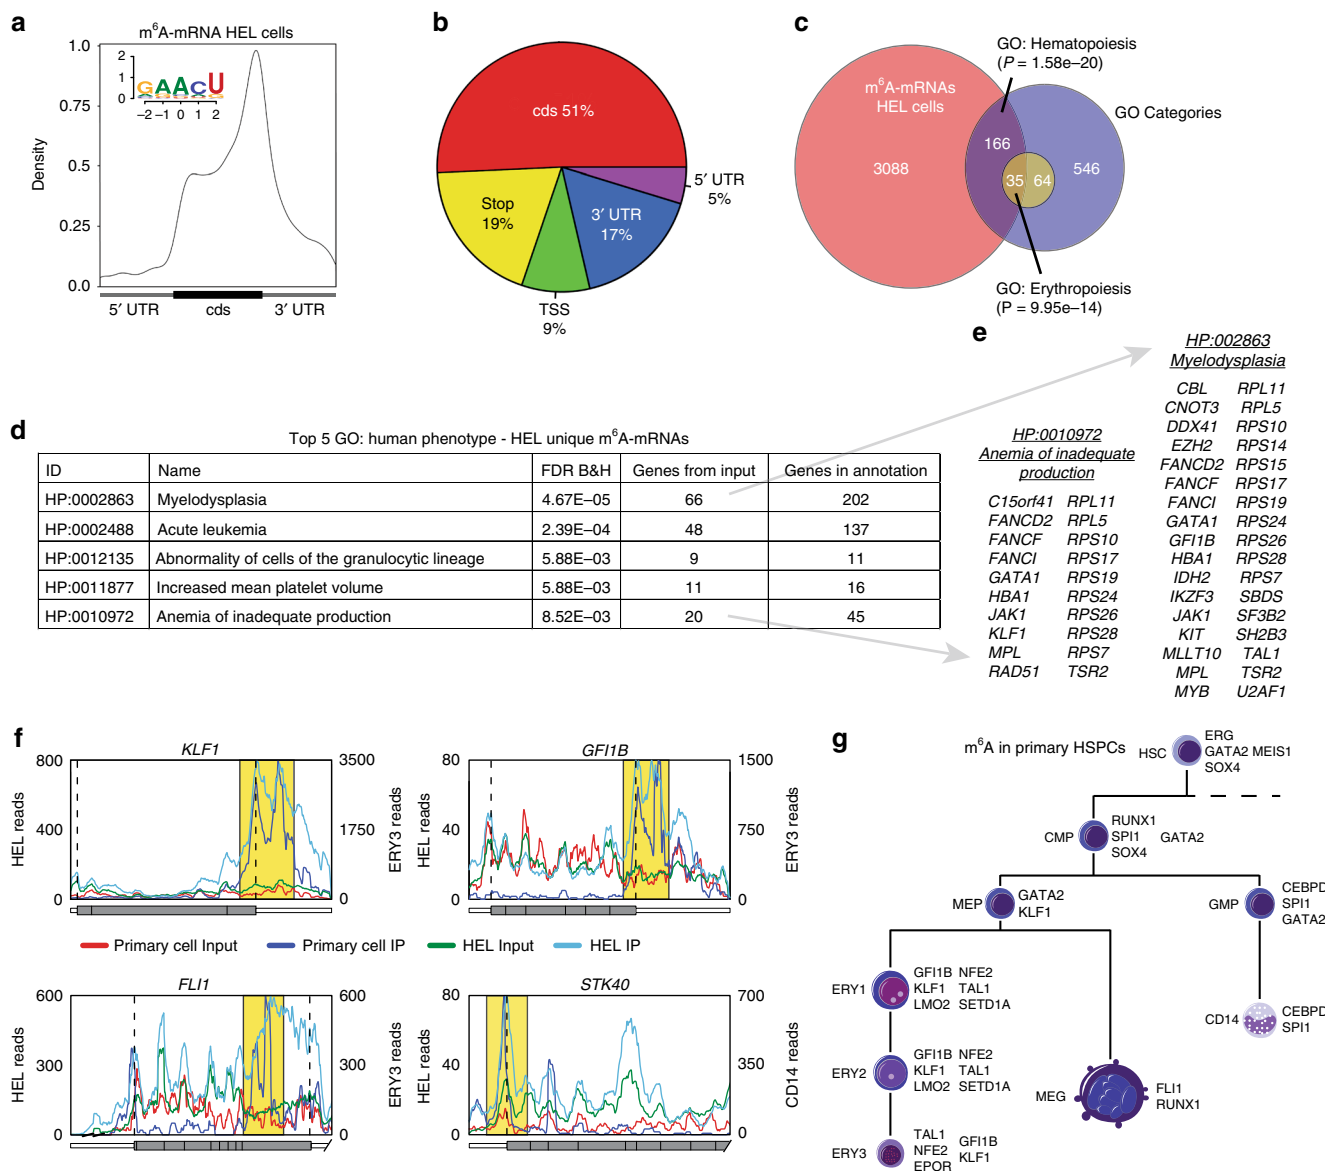 a
m6A-mRNA HEL cells
1.0
0.75
0.5
0.25
0.0
Density
2
1
0
GAACU
−2 −1 0 1 2
5′ UTR cds 3′ UTR
b
cds 51%
5′ UTR
5%
3′ UTR
17%
TSS
9%
Stop
19%
c
GO: Hematopoiesis
(P = 1.58e–20)
m6A-mRNAs
HEL cells
GO Categories
3088
166
35
64
546
GO: Erythropoiesis
(P = 9.95e–14)
d
Top 5 GO: human phenotype - HEL unique m6A-mRNAs
ID Name FDR B&H Genes from input Genes in annotation
HP:0002863 Myelodysplasia 4.67E–05 66 202
HP:0002488 Acute leukemia 2.39E–04 48 137
HP:0012135 Abnormality of cells of the granulocytic lineage 5.88E–03 9 11
HP:0011877 Increased mean platelet volume 5.88E–03 11 16
HP:0010972 Anemia of inadequate production 8.52E–03 20 45
e
HP:0010972
Anemia of inadequate
production
C15orf41 RPL11
FANCD2 RPL5
FANCF RPS10
FANCI RPS17
GATA1 RPS19
HBA1 RPS24
JAK1 RPS26
KLF1 RPS28
MPL RPS7
RAD51 TSR2
HP:002863
Myelodysplasia
CBL RPL11
CNOT3 RPL5
DDX41 RPS10
EZH2 RPS14
FANCD2 RPS15
FANCF RPS17
FANCI RPS19
GATA1 RPS24
GFI1B RPS26
HBA1 RPS28
IDH2 RPS7
IKZF3 SBDS
JAK1 SF3B2
KIT SH2B3
MLLT10 TAL1
MPL TSR2
MYB U2AF1
f
KLF1
800
400
0
HEL reads
3500
1750
0
ERY3 reads
GFI1B
80
40
0
HEL reads
1500
750
0
ERY3 reads
Primary cell Input Primary cell IP HEL Input HEL IP
FLI1
600
300
0
HEL reads
600
300
0
ERY3 reads
STK40
80
40
0
HEL reads
700
350
0
CD14 reads
g
m6A in primary HSPCs
HSC
ERG
GATA2 MEIS1
SOX4
CMP
RUNX1
SPI1 GATA2
SOX4
MEP
GATA2
KLF1
GMP
CEBPD
SPI1
GATA2
ERY1
GFI1B NFE2
KLF1 TAL1
LMO2 SETD1A
CD14
CEBPD
SPI1
ERY2
GFI1B NFE2
KLF1 TAL1
LMO2 SETD1A
MEG
FLI1
RUNX1
ERY3
TAL1
NFE2
EPOR
GFI1B
KLF1